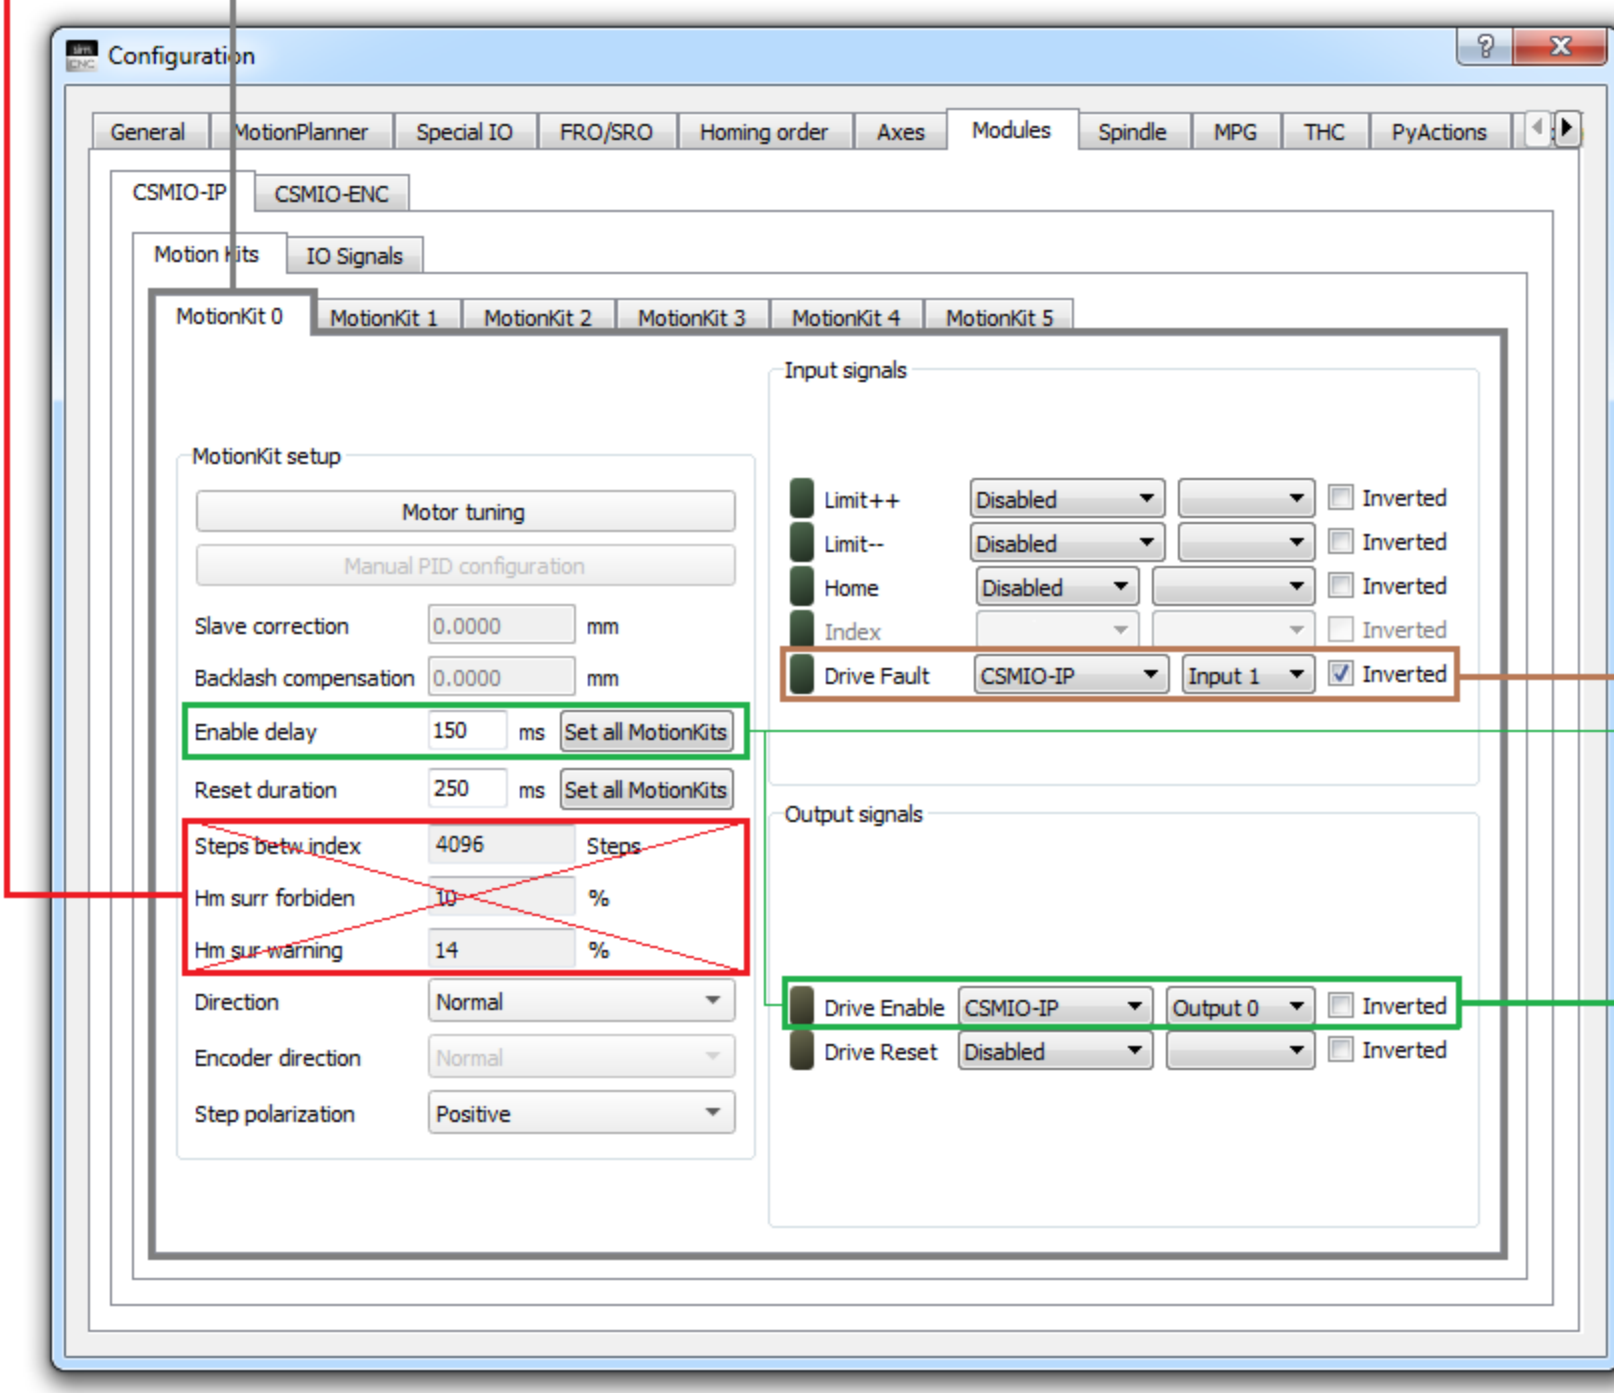 sim CNC Configuration ?
General MotionPlanner Special IO FRO/SRO Homing order Axes Modules Spindle MPG THC PyActions
CSMIO-IP CSMIO-ENC
Motion Kits IO Signals
MotionKit 0 MotionKit 1 MotionKit 2 MotionKit 3 MotionKit 4 MotionKit 5
Input signals
MotionKit setup
Motor tuning
Manual PID configuration
Slave correction 0.0000 mm
Backlash compensation 0.0000 mm
Enable delay 150 ms Set all MotionKits
Reset duration 250 ms Set all MotionKits
Steps betw index 4096 Steps
Hm surr forbiden 10 %
Hm sur warning 14 %
Direction Normal
Encoder direction Normal
Step polarization Positive
Limit++ Disabled Inverted
Limit-- Disabled Inverted
Home Disabled Inverted
Index Inverted
Drive Fault CSMIO-IP Input 1 Inverted
Output signals
Drive Enable CSMIO-IP Output 0 Inverted
Drive Reset Disabled Inverted